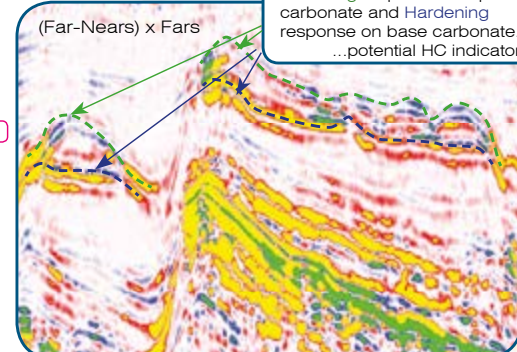 (Far-Nears) x Fars
carbonate and Hardening
response on base carbonate
...potential HC indicator